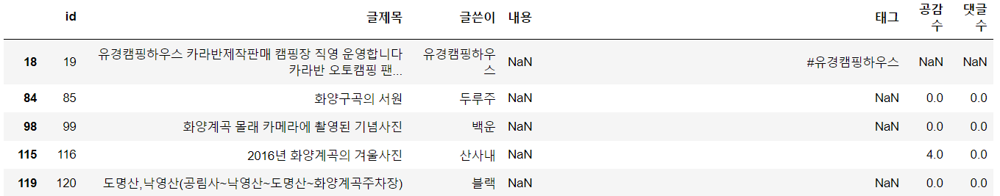 id 글제목 글쓴이 내용 태그 공감수 댓글수
18 19 유경캠핑하우스 카라반제작판매 캠핑장 직영 운영합니다 카라반 오토캠핑 팬... 유경캠핑하우스 NaN #유경캠핑하우스 NaN NaN
84 85 화양구곡의 서원 두루주 NaN NaN 0.0 0.0
98 99 화양계곡 몰래 카메라에 촬영된 기념사진 백운 NaN NaN 0.0 0.0
115 116 2016년 화양계곡의 겨울사진 산사내 NaN 4.0 0.0
119 120 도명산,낙영산(공림사~낙영산~도명산~화양계곡주차장) 블랙 NaN NaN 0.0 0.0